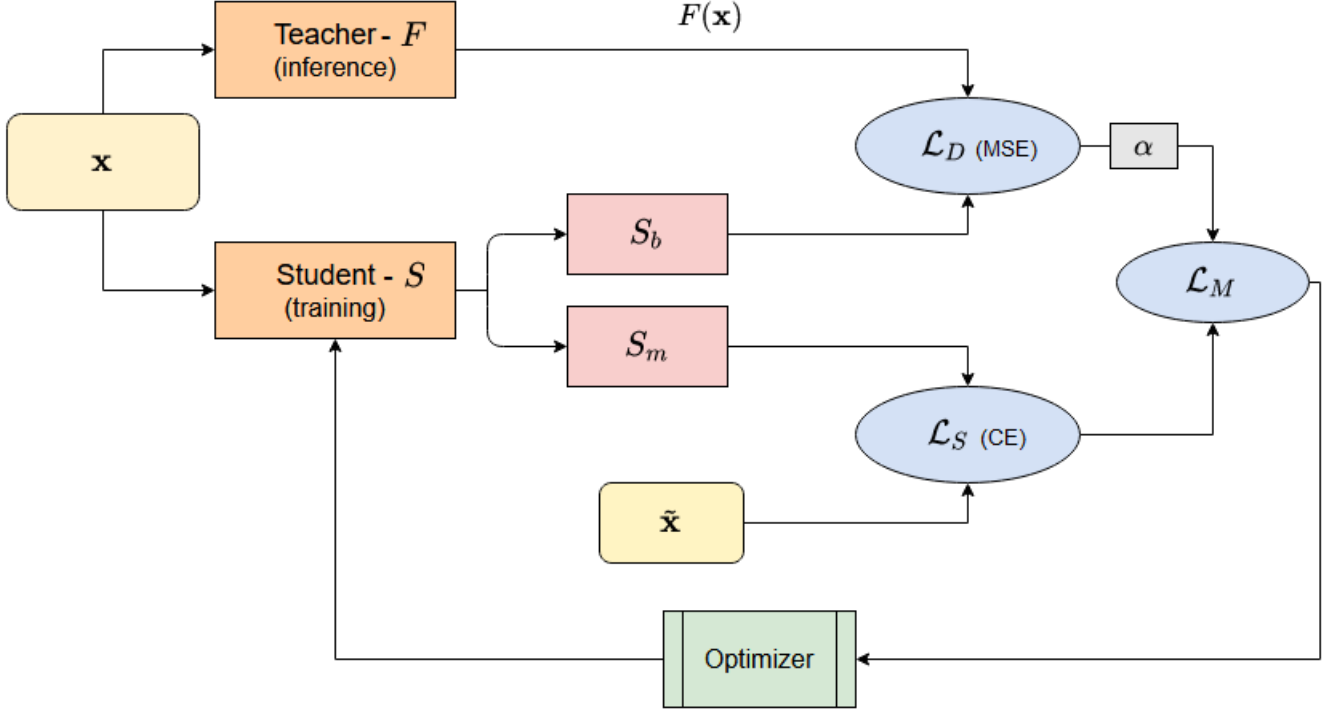 F(x)
Teacher - F
(inference)
x
ℒ_D (MSE)
α
S_b
Student - S
(training)
ℒ_M
S_m
ℒ_S (CE)
x̃
Optimizer